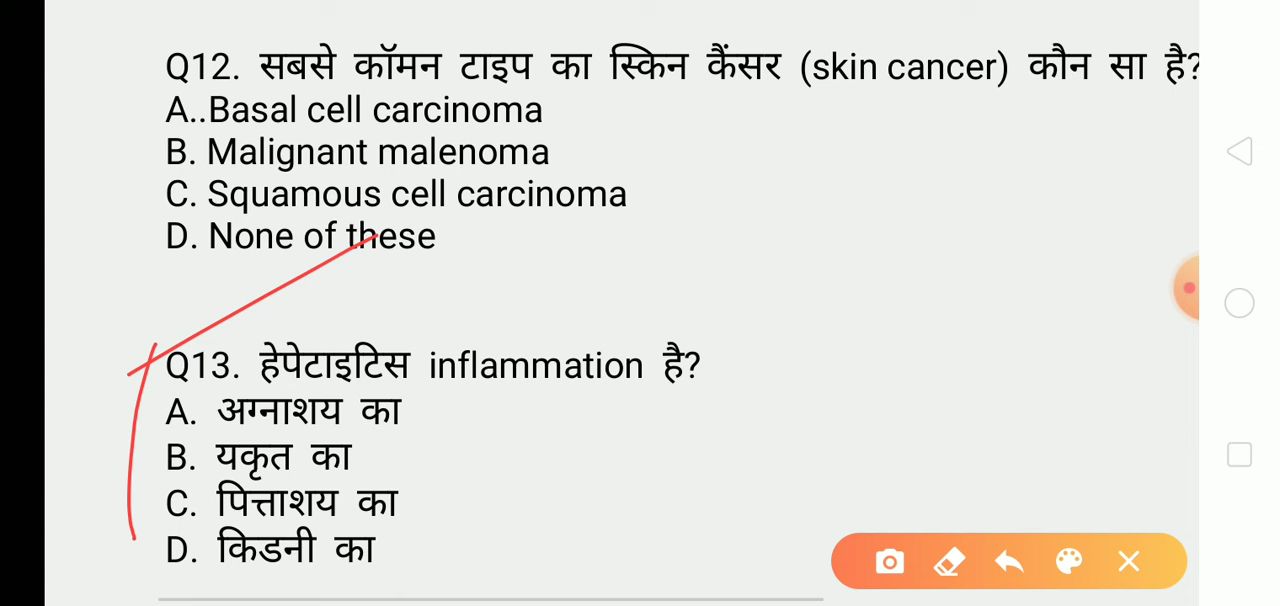 Q12. सबसे कॉमन टाइप का स्किन कैंसर (skin cancer) कौन सा है?
A..Basal cell carcinoma
B. Malignant malenoma
C. Squamous cell carcinoma
D. None of these
Q13. हेपेटाइटिस inflammation है?
A. अग्नाशय का
B. यकृत का
C. पित्ताशय का
D. किडनी का